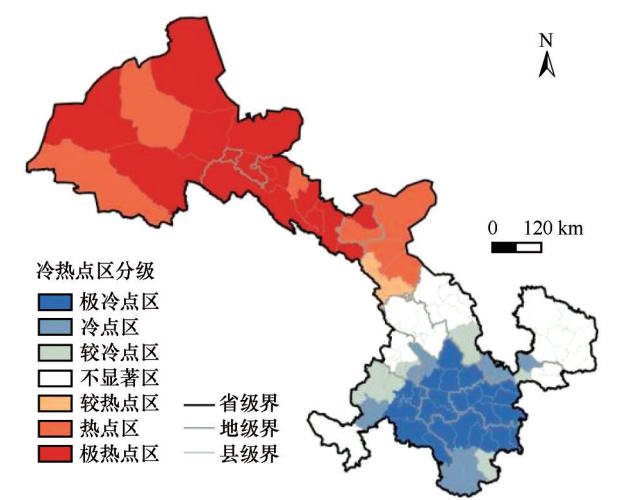 N
0 120 km
冷热点区分级
极冷点区
冷点区
较冷点区
不显著区
较热点区
热点区
极热点区
省级界
地级界
县级界